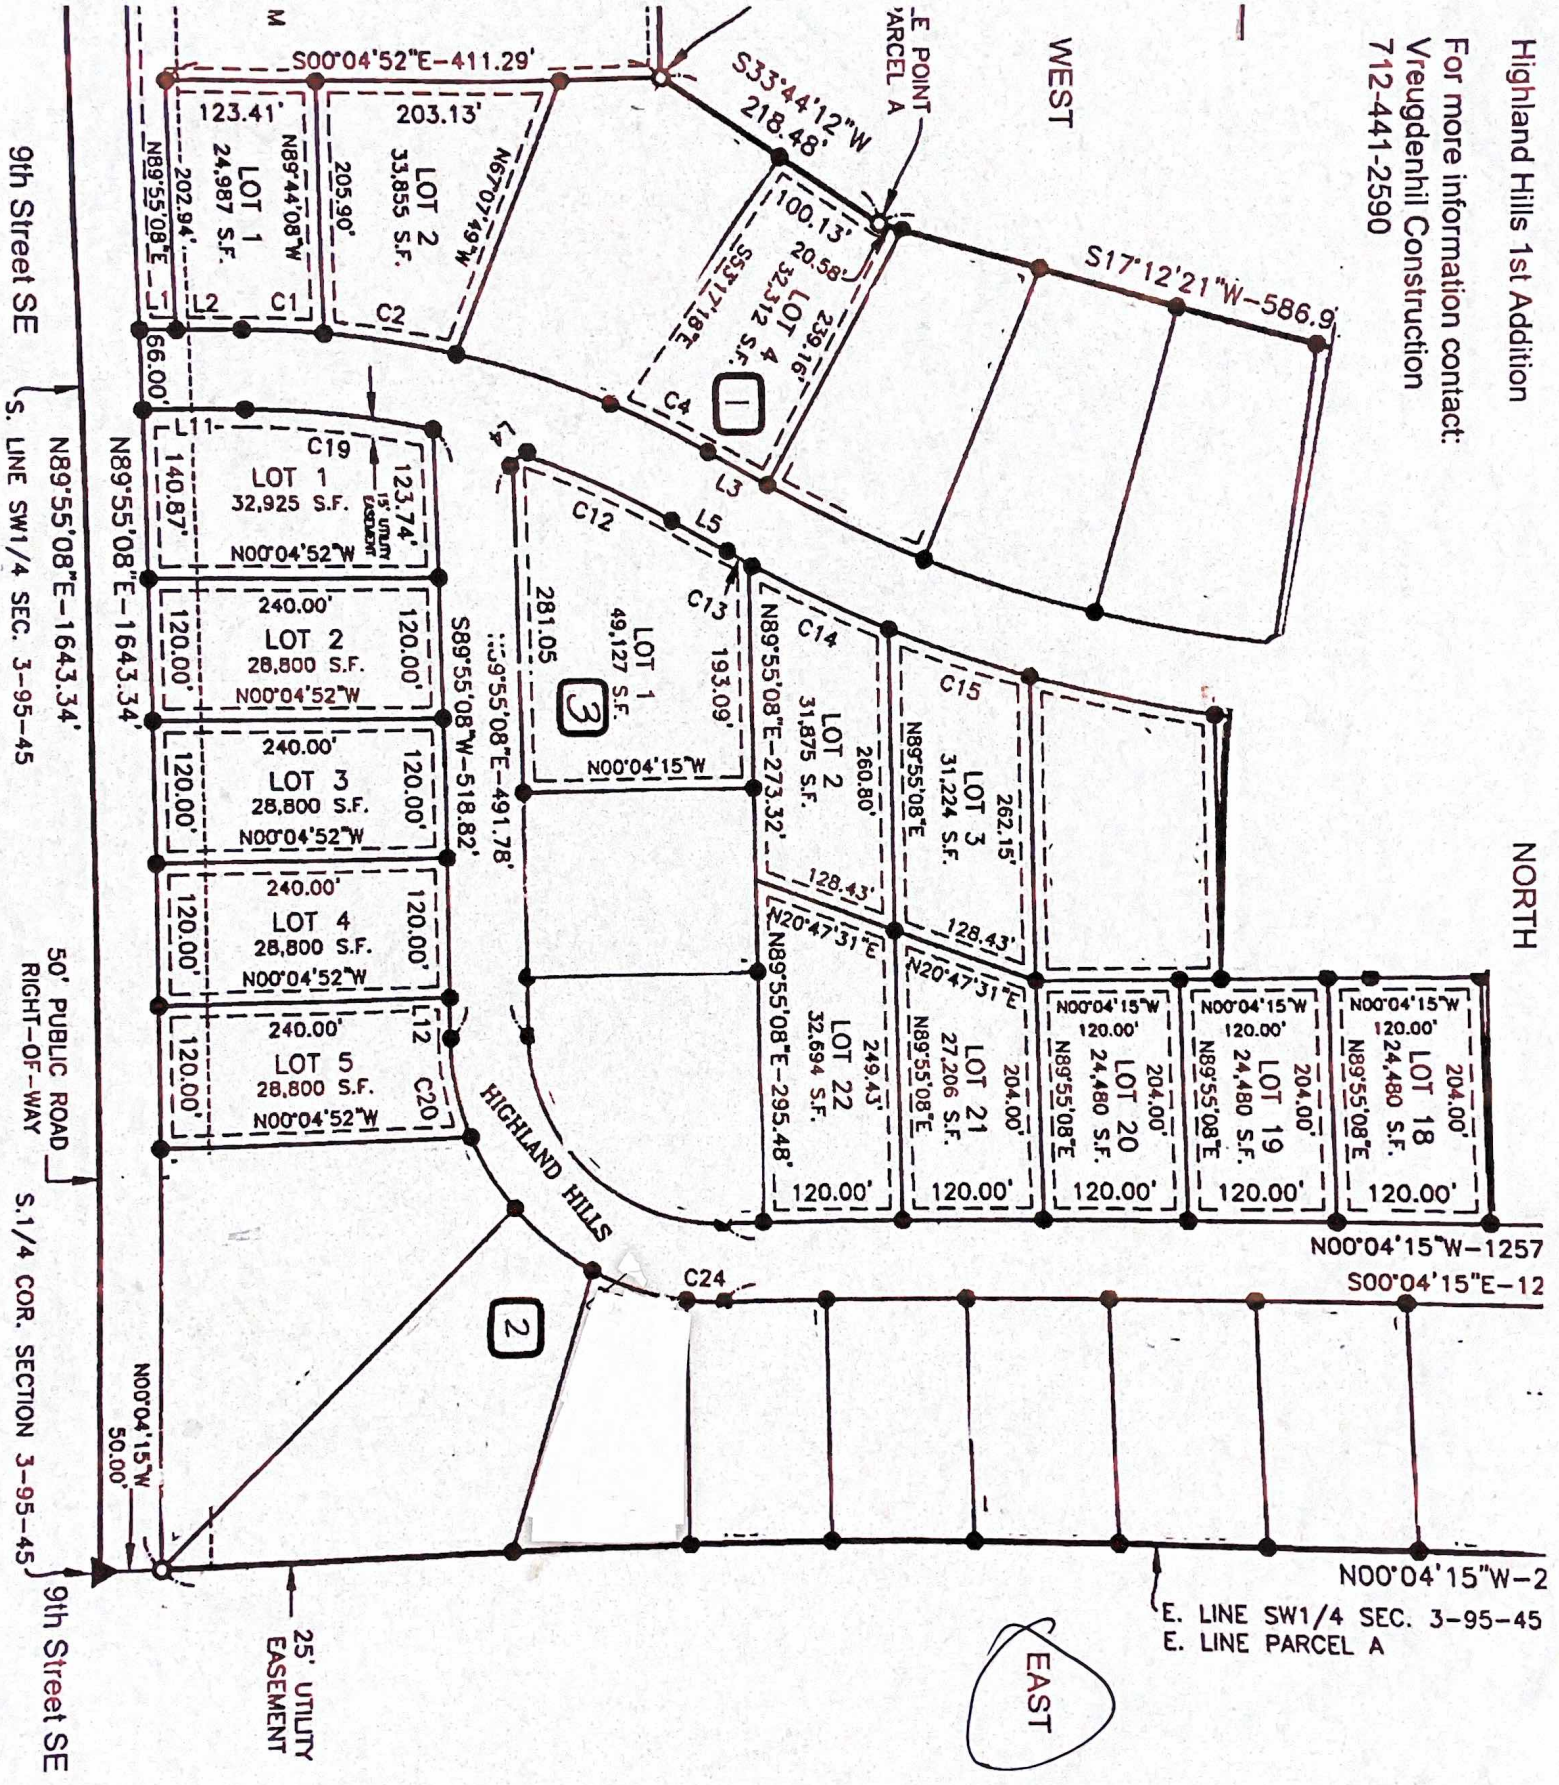 Highland Hills 1st Addition
For more information contact:
Vreugdenhil Construction
712-441-2590
WEST
NORTH
EAST
LE POINT
PARCEL A
M
S00°04'52"E-411.29'
S33°44'12"W
218.48'
S17°12'21"W-586.9
123.41'
N89°44'08"W
LOT 1
24,987 S.F.
202.94'
N89°55'08"E
L1
L2
C1
203.13'
N67°07'49"W
LOT 2
33,855 S.F.
205.90'
C2
100.13'
20.58'
239.16'
LOT 4
32,312 S.F.
S53°17'18"E
C4
1
L3
66.00'
L11
C19
LOT 1
32,925 S.F.
123.74'
15' UTILITY
EASEMENT
140.87'
N00°04'52"W
240.00'
LOT 2
28,800 S.F.
120.00'
120.00'
N00°04'52"W
240.00'
LOT 3
28,800 S.F.
120.00'
120.00'
N00°04'52"W
240.00'
LOT 4
28,800 S.F.
120.00'
120.00'
N00°04'52"W
L12
240.00'
LOT 5
28,800 S.F.
120.00'
C20
N00°04'52"W
S89°55'08"W-518.82'
N89°55'08"E-491.78'
L4
C12
L5
C13
281.05
LOT 1
49,127 S.F.
193.09'
3
N00°04'15"W
C14
N89°55'08"E-273.32'
LOT 2
31,875 S.F.
260.80'
128.43'
C15
N89°55'08"E
LOT 3
31,224 S.F.
262.15'
128.43'
N20°47'31"E
N89°55'08"E-295.48'
LOT 22
32,694 S.F.
249.43'
120.00'
N20°47'31"E
N89°55'08"E
LOT 21
27,206 S.F.
204.00'
120.00'
N00°04'15"W
120.00'
204.00'
LOT 20
24,480 S.F.
N89°55'08"E
120.00'
N00°04'15"W
120.00'
204.00'
LOT 19
24,480 S.F.
N89°55'08"E
120.00'
N00°04'15"W
120.00'
204.00'
LOT 18
24,480 S.F.
N89°55'08"E
120.00'
N00°04'15"W-1257
S00°04'15"E-12
HIGHLAND HILLS
C24
2
N00°04'15"W-2
E. LINE SW1/4 SEC. 3-95-45
E. LINE PARCEL A
25' UTILITY
EASEMENT
N00°04'15"W
50.00'
N89°55'08"E-1643.34'
N89°55'08"E-1643.34'
9th Street SE
S. LINE SW1/4 SEC. 3-95-45
50' PUBLIC ROAD
RIGHT-OF-WAY
S.1/4 COR. SECTION 3-95-45
9th Street SE